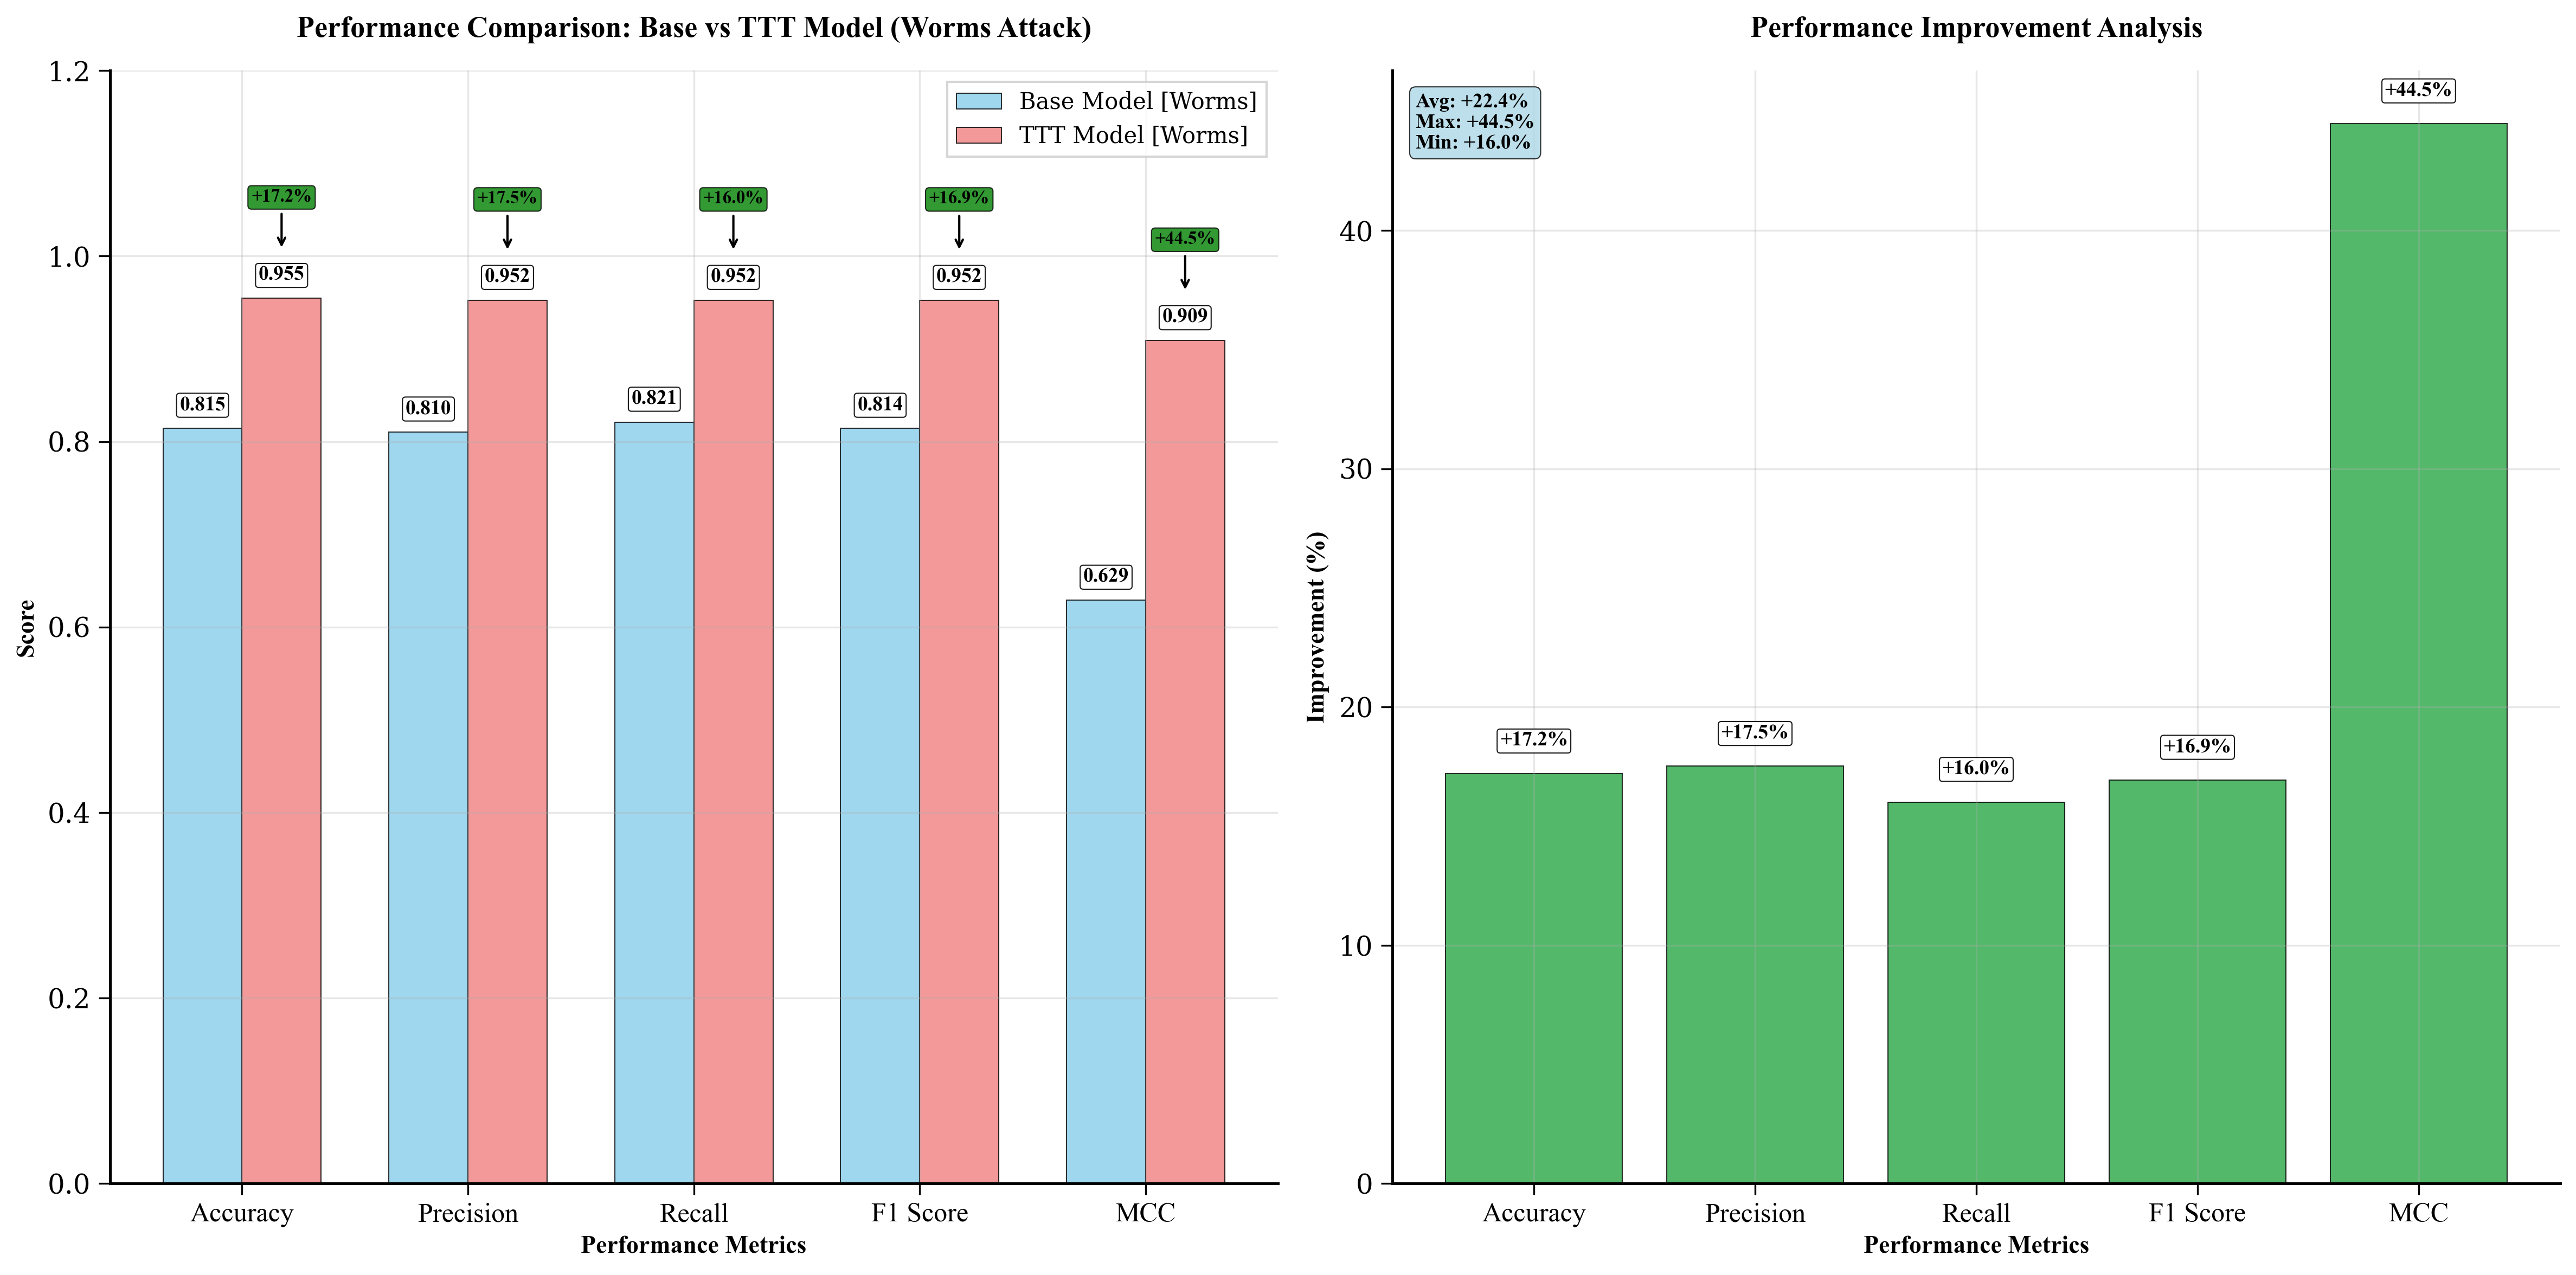 Performance Comparison: Base vs TTT Model (Worms Attack)
1.2
1.0
0.8
0.6
0.4
0.2
0.0
Score
Base Model [Worms]
TTT Model [Worms]
+17.2%
+17.5%
+16.0%
+16.9%
+44.5%
0.955
0.952
0.952
0.952
0.909
0.815
0.810
0.821
0.814
0.629
Accuracy
Precision
Recall
F1 Score
MCC
Performance Metrics
Performance Improvement Analysis
Avg: +22.4%
Max: +44.5%
Min: +16.0%
40
30
20
10
0
Improvement (%)
+17.2%
+17.5%
+16.0%
+16.9%
+44.5%
Accuracy
Precision
Recall
F1 Score
MCC
Performance Metrics